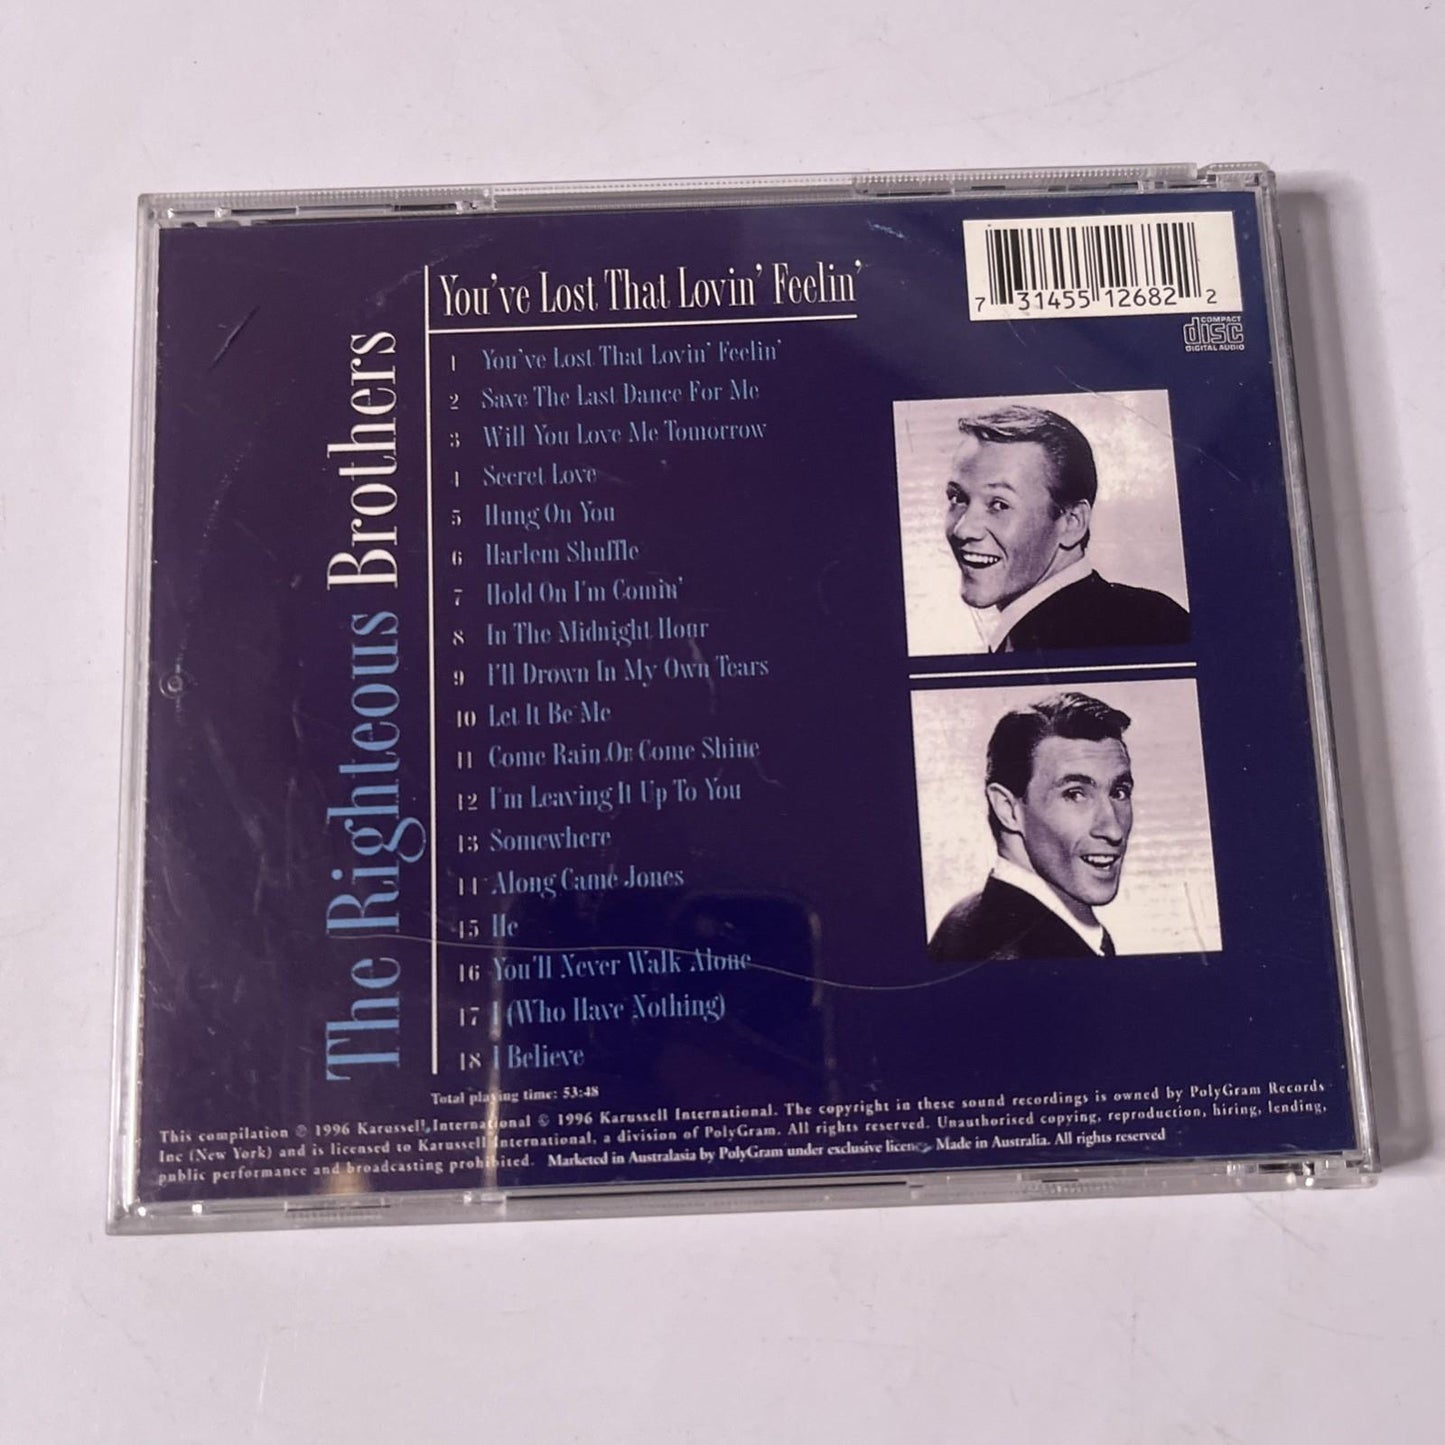 The Righteous Brothers
You've Lost That Lovin' Feelin'
1 You've Lost That Lovin' Feelin'
2 Save The Last Dance For Me
3 Will You Love Me Tomorrow
4 Secret Love
5 Hung On You
6 Harlem Shuffle
7 Hold On I'm Comin'
8 In The Midnight Hour
9 I'll Drown In My Own Tears
10 Let It Be Me
11 Come Rain Or Come Shine
12 I'm Leaving It Up To You
13 Somewhere
14 Along Came Jones
15 He
16 You'll Never Walk Alone
17 I (Who Have Nothing)
18 I Believe
Total playing time: 53:48
7 31455 12682 2
COMPACT
disc
DIGITAL AUDIO
This compilation ℗ 1996 Karussell International © 1996 Karussell International. The copyright in these sound recordings is owned by PolyGram Records
Inc (New York) and is licensed to Karussell International, a division of PolyGram. All rights reserved. Unauthorised copying, reproduction, hiring, lending,
public performance and broadcasting prohibited. Marketed in Australasia by PolyGram under exclusive licence. Made in Australia. All rights reserved